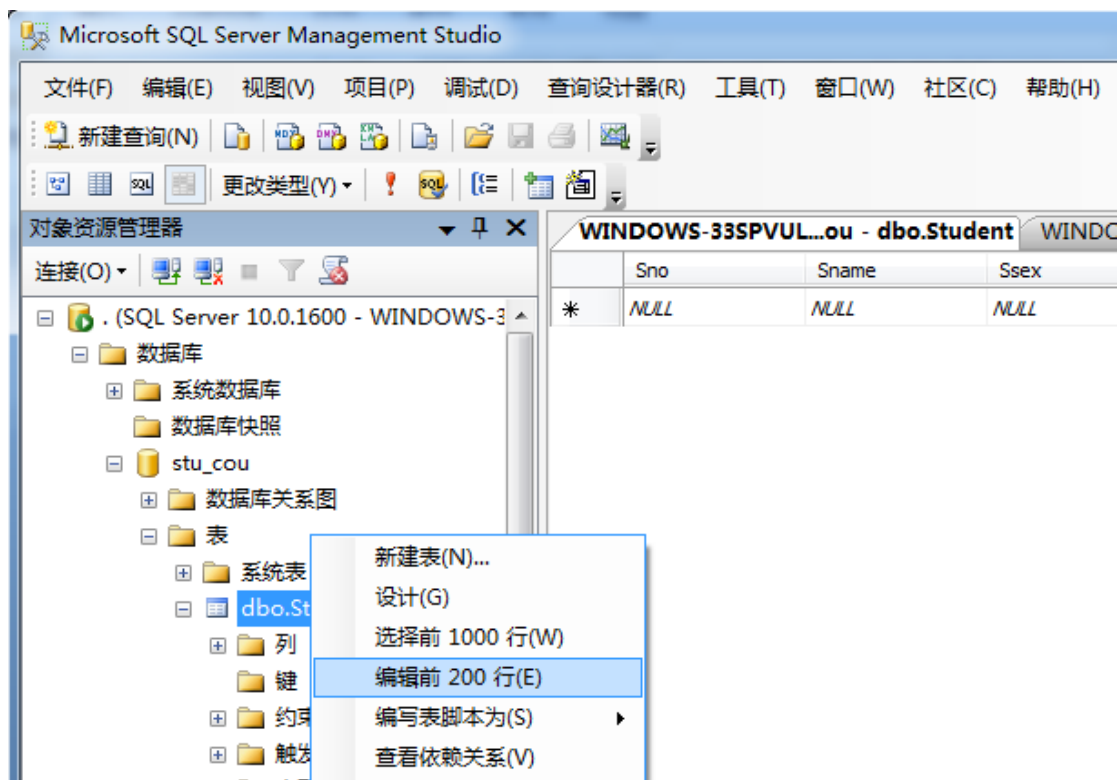 Microsoft SQL Server Management Studio
文件(F) 编辑(E) 视图(V) 项目(P) 调试(D) 查询设计器(R) 工具(T) 窗口(W) 社区(C) 帮助(H)
新建查询(N)
更改类型(Y)
对象资源管理器
WINDOWS-33SPVUL...ou - dbo.Student WINDO
连接(O)
Sno Sname Ssex
NULL NULL NULL
. (SQL Server 10.0.1600 - WINDOWS-3
数据库
系统数据库
数据库快照
stu_cou
数据库关系图
表
系统表
dbo.St
列
键
约束
触发
新建表(N)...
设计(G)
选择前 1000 行(W)
编辑前 200 行(E)
编写表脚本为(S)
查看依赖关系(V)